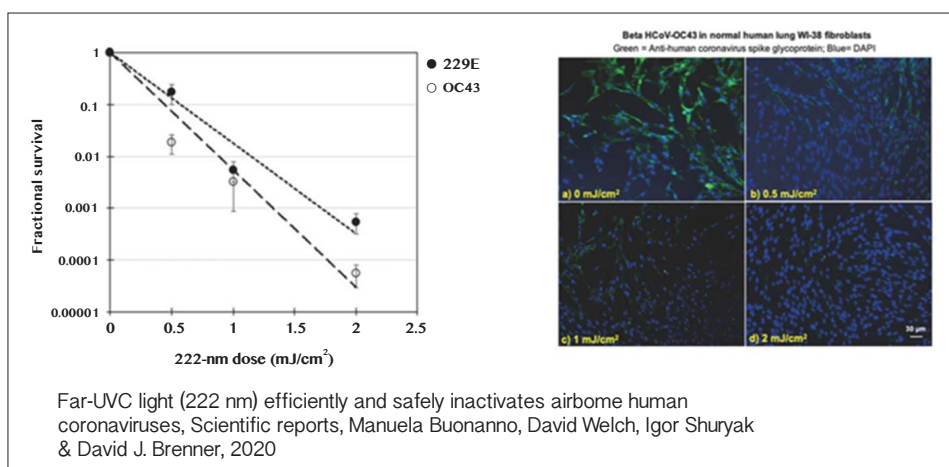 1
0.1
0.01
0.001
0.0001
0.00001
Fractional survival
0
0.5
1
1.5
2
2.5
222-nm dose (mJ/cm²)
229E
OC43
Beta HCoV-OC43 in normal human lung WI-38 fibroblasts
Green = Anti-human coronavirus spike glycoprotein; Blue= DAPI
a) 0 mJ/cm²
b) 0.5 mJ/cm²
c) 1 mJ/cm²
d) 2 mJ/cm²
30 µm
Far-UVC light (222 nm) efficiently and safely inactivates airbome human
coronaviruses, Scientific reports, Manuela Buonanno, David Welch, Igor Shuryak
& David J. Brenner, 2020